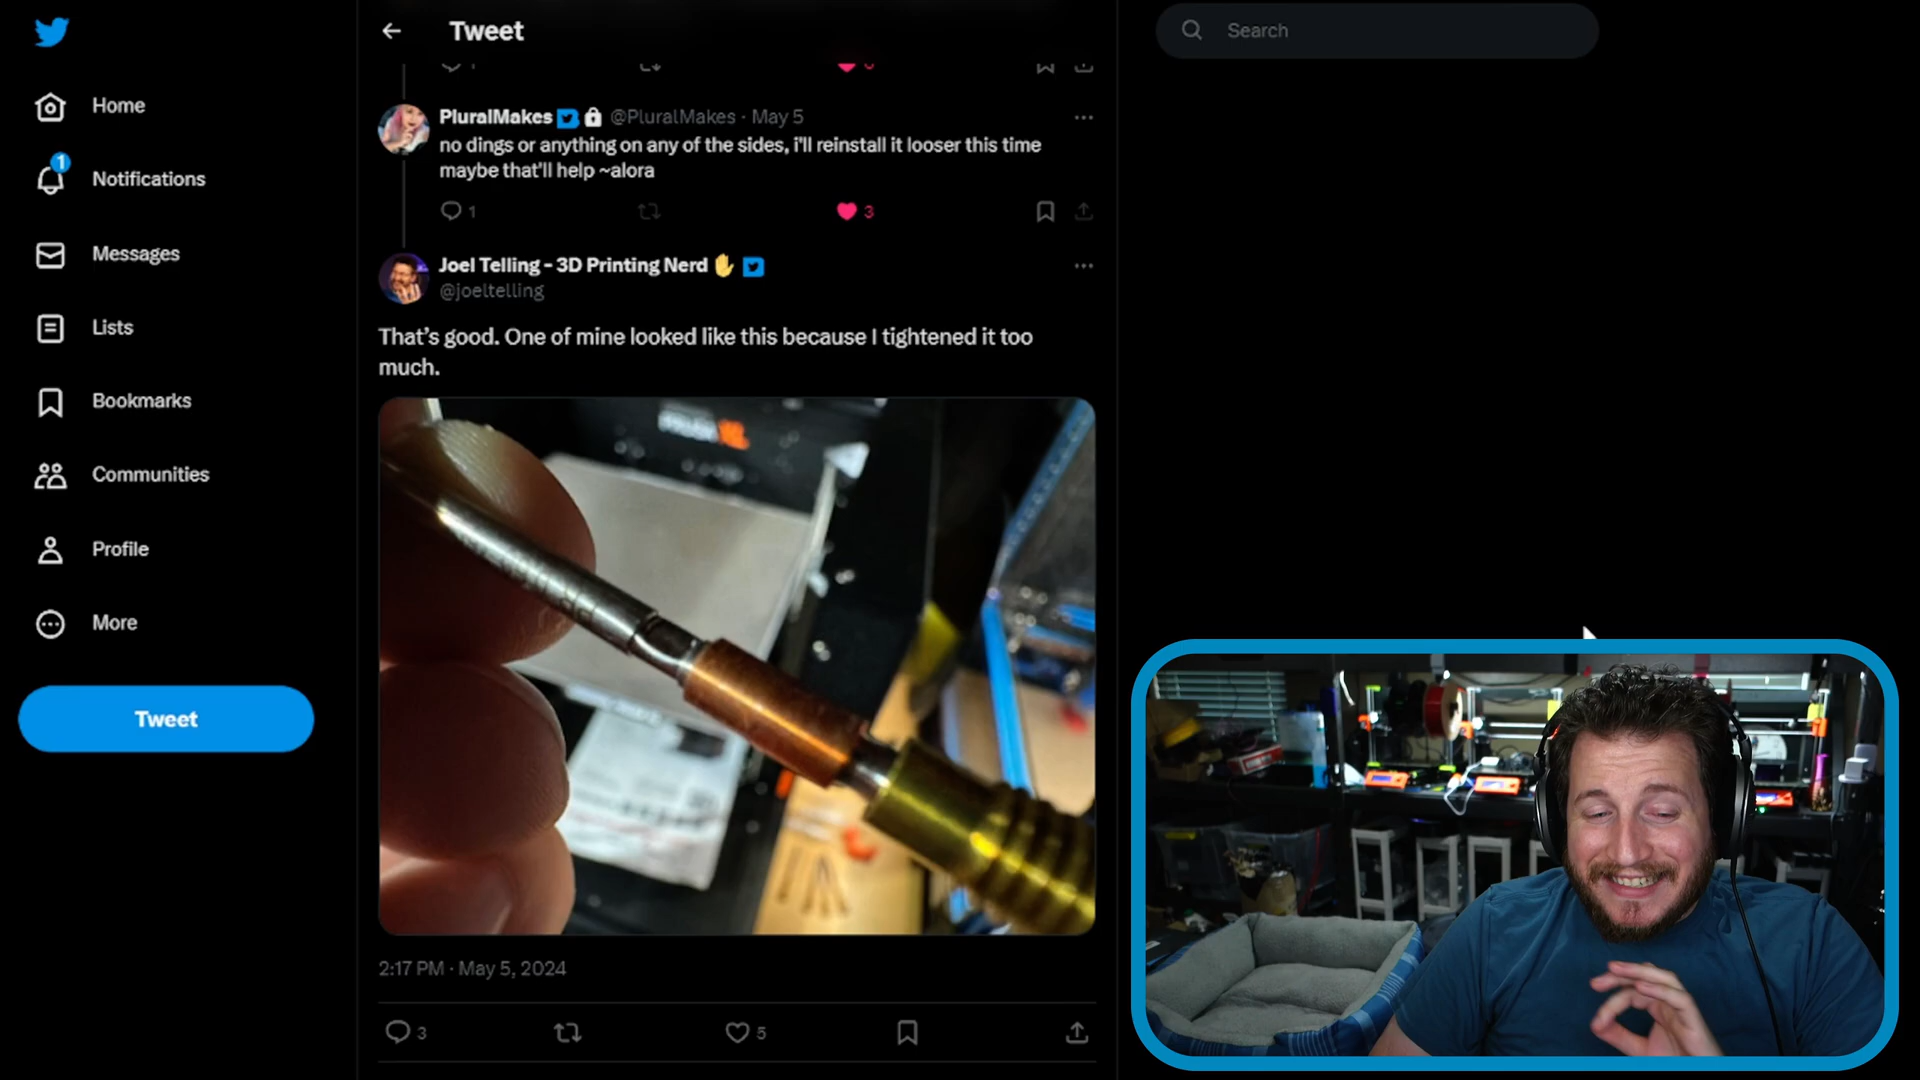 Tweet
Search
Home
1
Notifications
Messages
Lists
Bookmarks
Communities
Profile
More
Tweet
PluralMakes @PluralMakes · May 5
no dings or anything on any of the sides, i'll reinstall it looser this time
maybe that'll help ~alora
1 3
Joel Telling - 3D Printing Nerd ✋
@joeltelling
That's good. One of mine looked like this because I tightened it too
much.
XL
2:17 PM · May 5, 2024
3 5